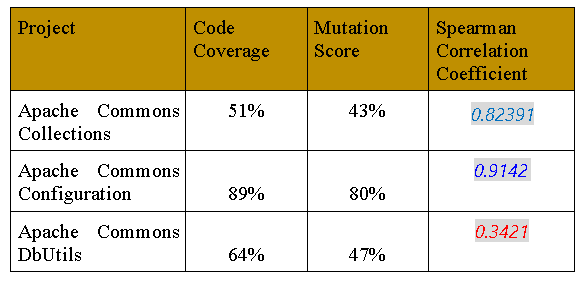 Project
Code Coverage
Mutation Score
Spearman Correlation Coefficient
Apache Commons Collections
51%
43%
0.82391
Apache Commons Configuration
89%
80%
0.9142
Apache Commons DbUtils
64%
47%
0.3421